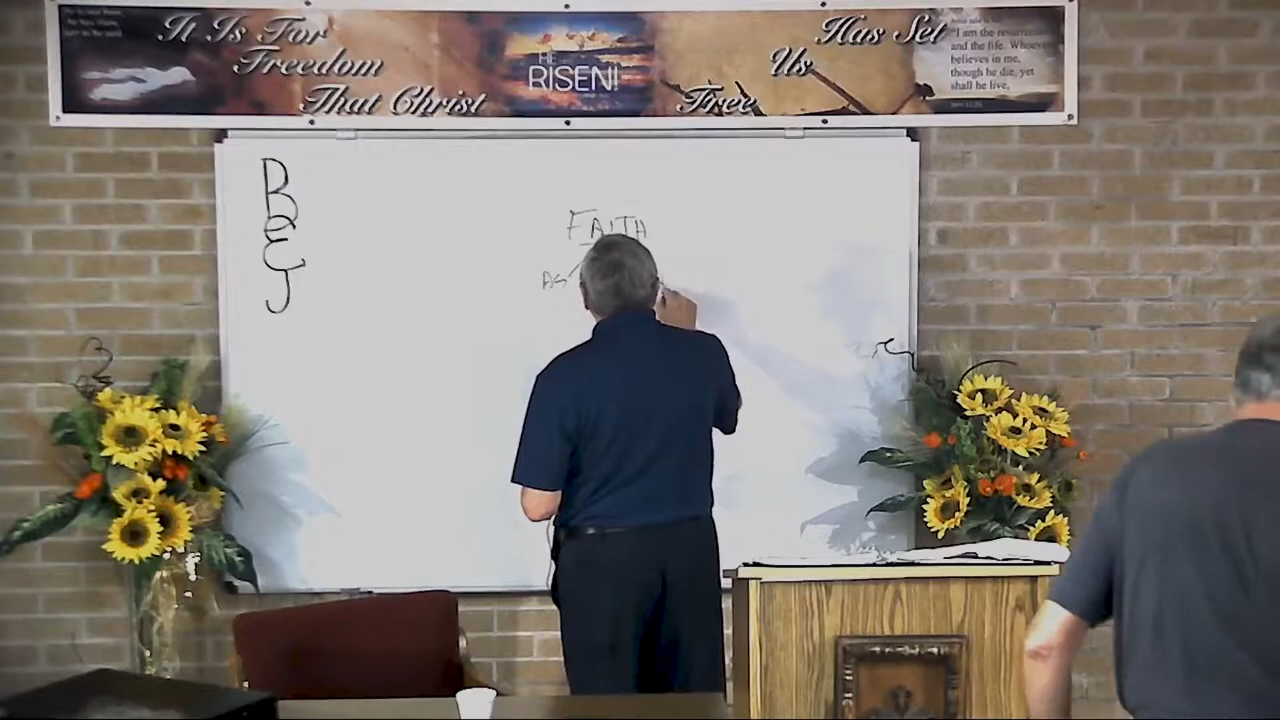 It Is For
Freedom
That Christ
HE IS
RISEN!
Has Set
Us
Free
"I am the resurrection
and the life. Whoever
believes in me,
though he die, yet
shall he live,
B
E
J
FAITH
AS